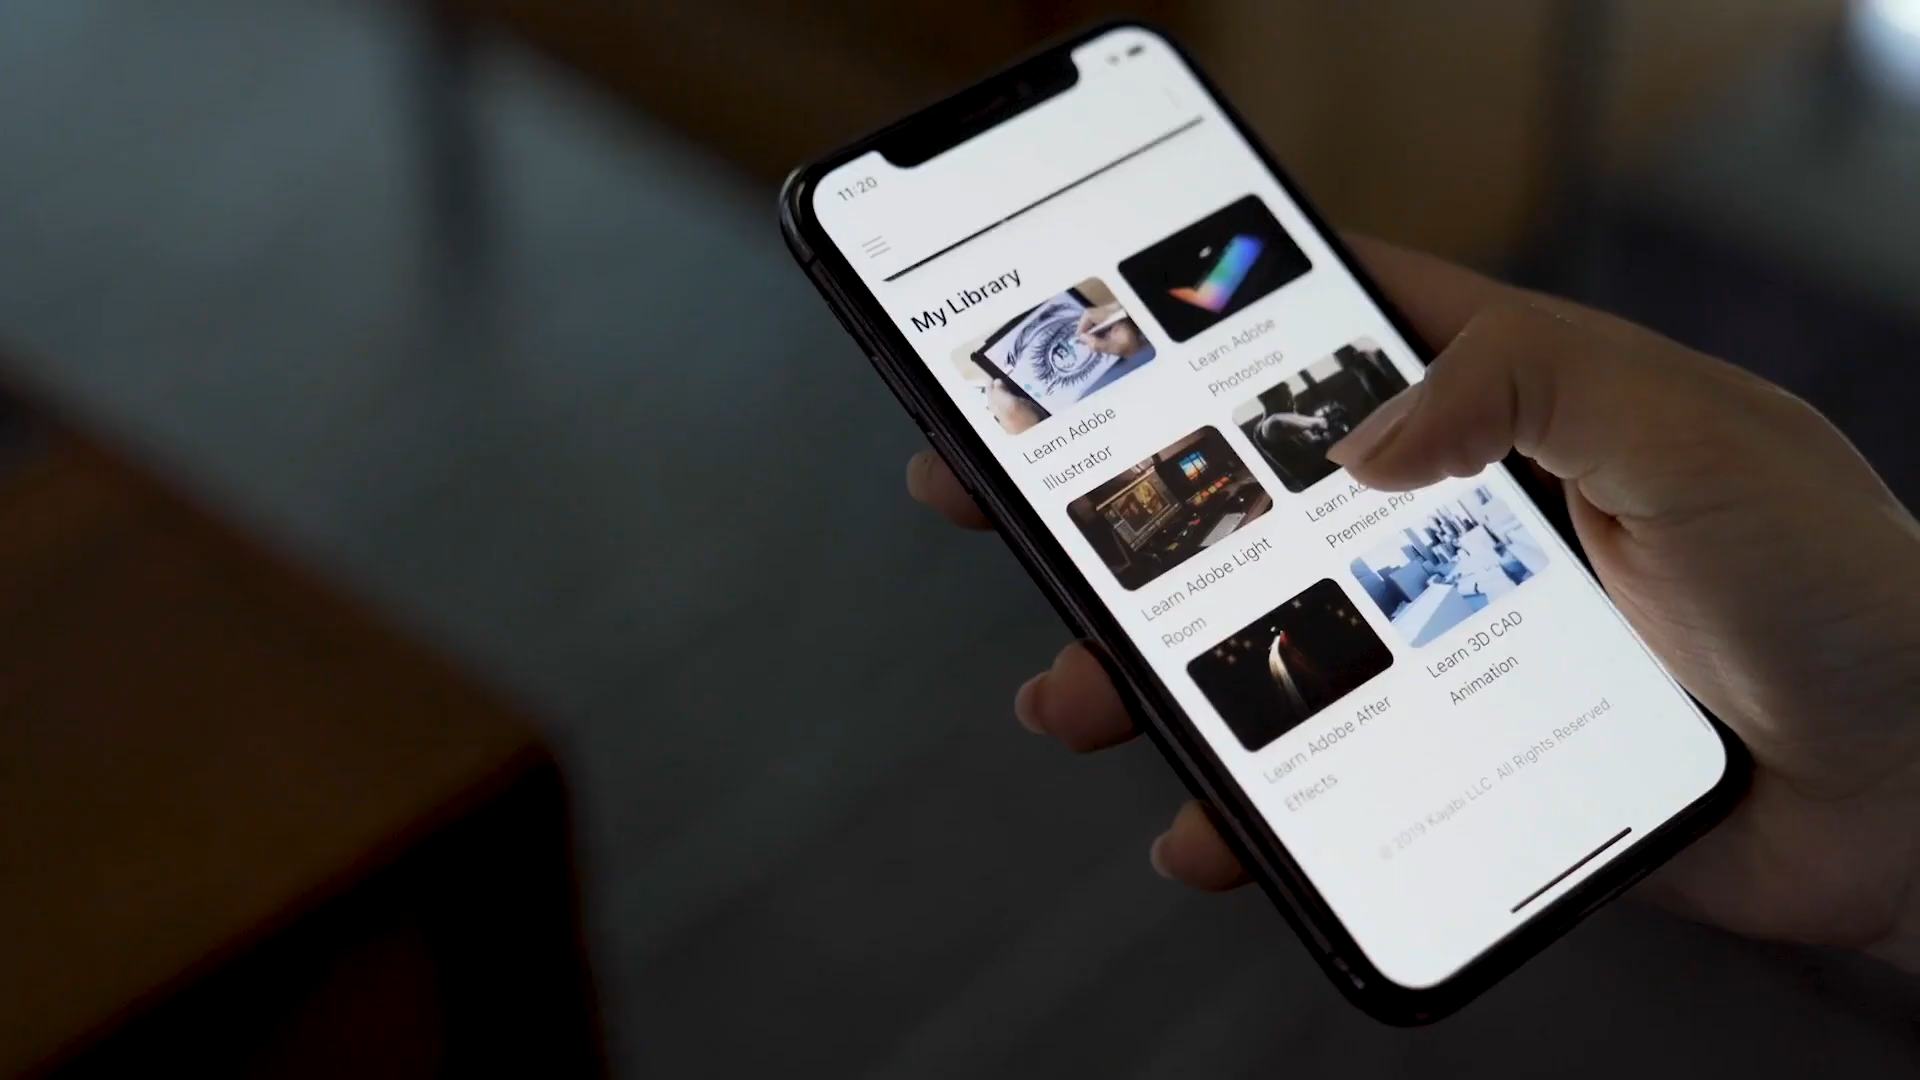 11:20
My Library
Learn Adobe
Illustrator
Learn Adobe
Photoshop
Learn Adobe Light
Room
Learn
Premiere Pro
Learn Adobe After
Effects
Learn 3D CAD
Animation
© 2019 Kajabi LLC. All Rights Reserved.